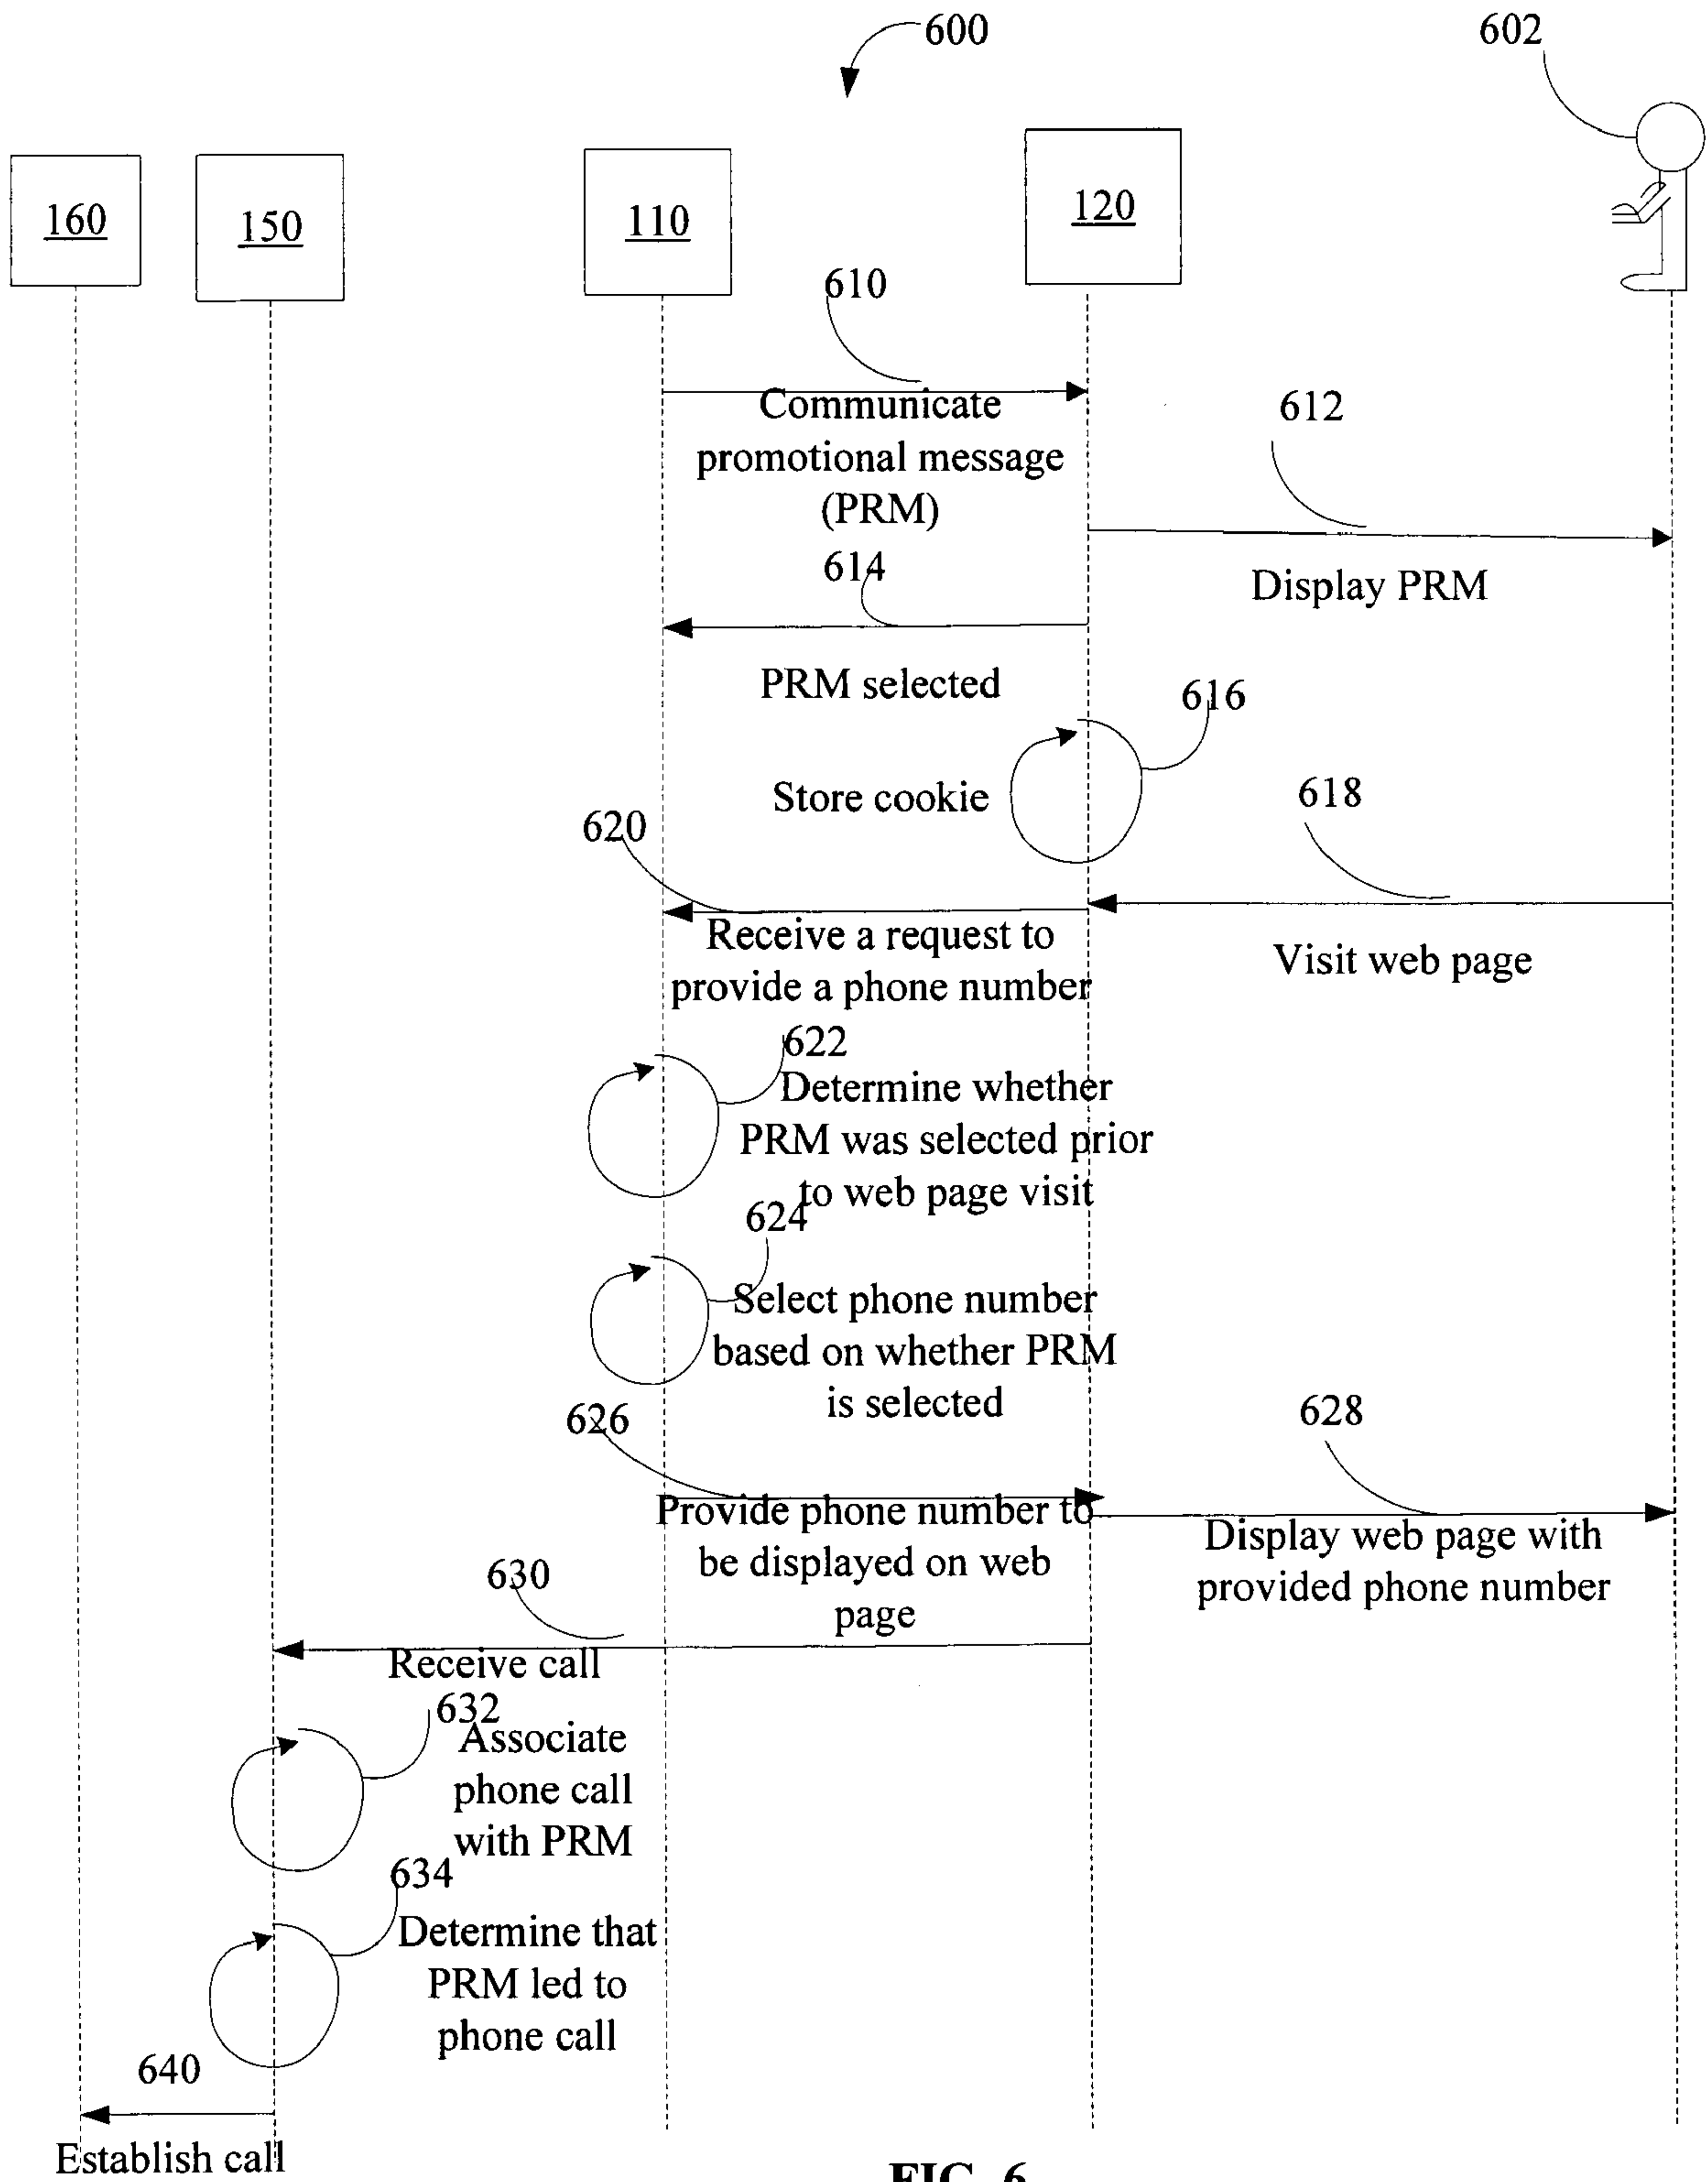 600
602
160
150
110
120
610
Communicate
promotional message
(PRM)
612
Display PRM
614
PRM selected
616
Store cookie
618
620
Receive a request to
provide a phone number
Visit web page
622
Determine whether
PRM was selected prior
to web page visit
624
Select phone number
based on whether PRM
is selected
626
628
Provide phone number to
be displayed on web
page
Display web page with
provided phone number
630
Receive call
632
Associate
phone call
with PRM
634
Determine that
PRM led to
phone call
640
Establish call
FIG. 6